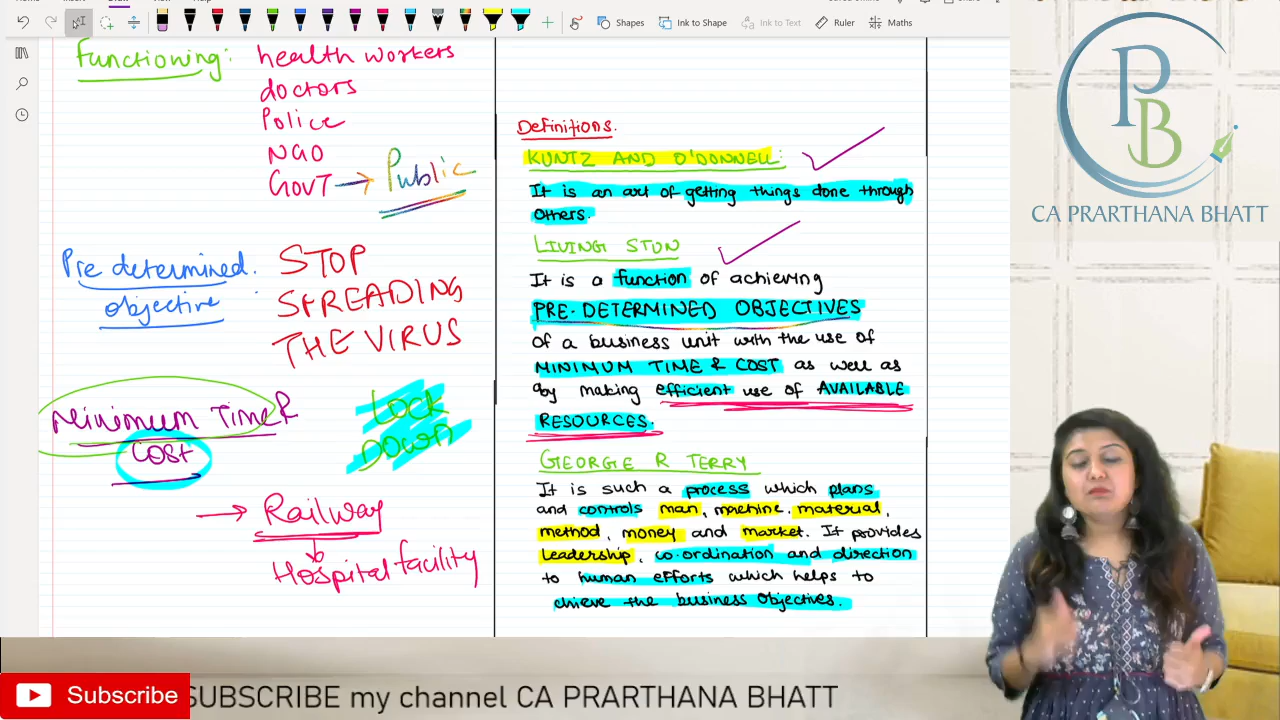 Shapes
Ink to Shape
Ink to Text
Ruler
Maths
functioning:
health workers
doctors
Police
NGO
GOVT → Public
Pre determined
objective
STOP
SPREADING
THE VIRUS
Minimum Time &
Cost
Lock
Down
→ Railway
Hospital facility
Definitions.
KUNTZ AND O'DONNELL:
It is an art of getting things done through
others.
LIVING STON
It is a function of achieving
PRE-DETERMINED OBJECTIVES
of a business unit with the use of
MINIMUM TIME & COST as well as
by making efficient use of AVAILABLE
RESOURCES.
GEORGE R TERRY
It is such a process which plans
and controls man, machine, material,
method, money and market. It provides
leadership, co-ordination and direction
to human efforts which helps to
chieve the business objectives.
PB
CA PRARTHANA BHATT
Subscribe
SUBSCRIBE my channel CA PRARTHANA BHATT